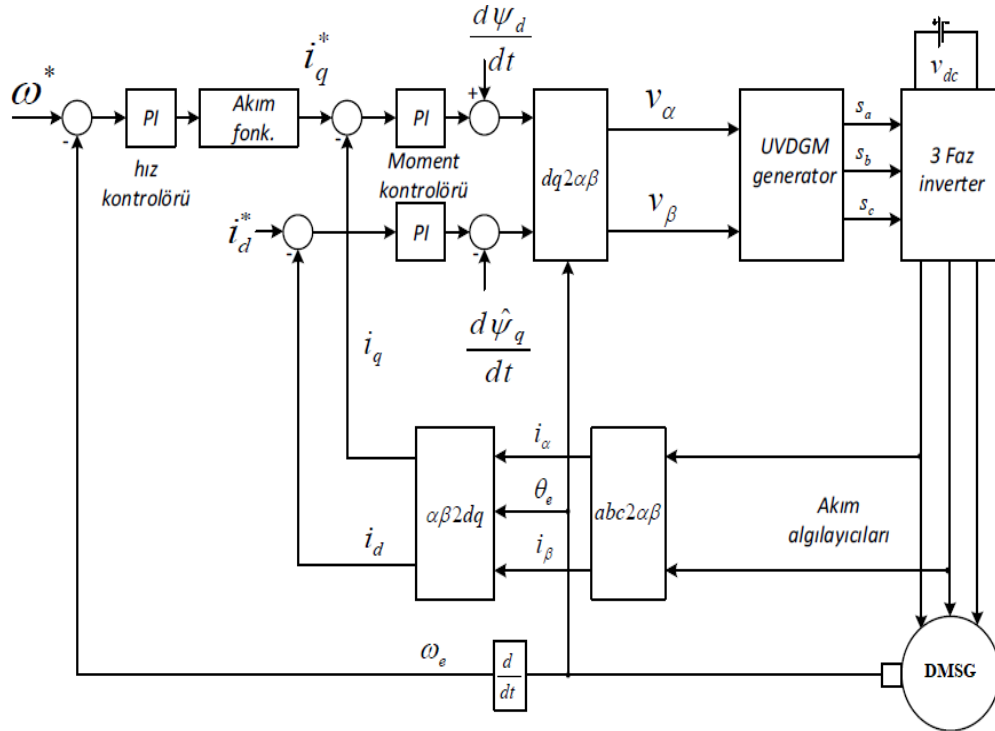 ω*
-
PI
hız
kontrolörü
Akım
fonk.
i_q^*
-
PI
Moment
kontrolörü
dψ_d
dt
+
i_d^*
-
PI
-
dψ̂_q
dt
dq2αβ
v_α
v_β
UVDGM
generator
s_a
s_b
s_c
v_dc
3 Faz
inverter
i_q
i_d
αβ2dq
i_α
θ_e
i_β
abc2αβ
Akım
algılayıcıları
ω_e
d
dt
DMSG